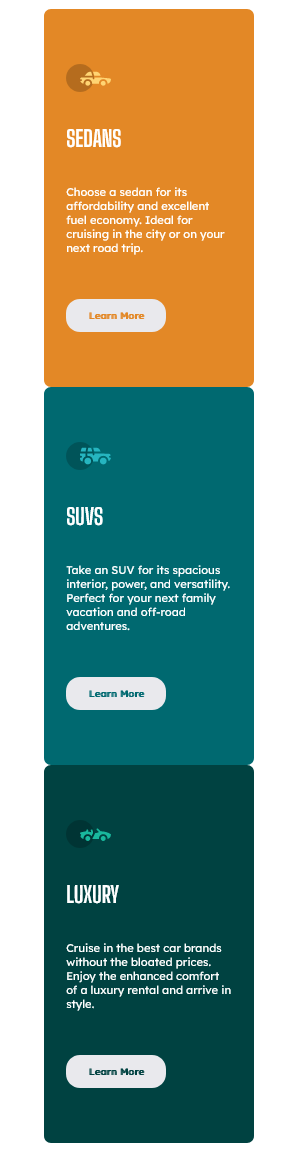 SEDANS
Choose a sedan for its
affordability and excellent
fuel economy. Ideal for
cruising in the city or on your
next road trip.
Learn More
SUVS
Take an SUV for its spacious
interior, power, and versatility.
Perfect for your next family
vacation and off-road
adventures.
Learn More
LUXURY
Cruise in the best car brands
without the bloated prices.
Enjoy the enhanced comfort
of a luxury rental and arrive in
style.
Learn More